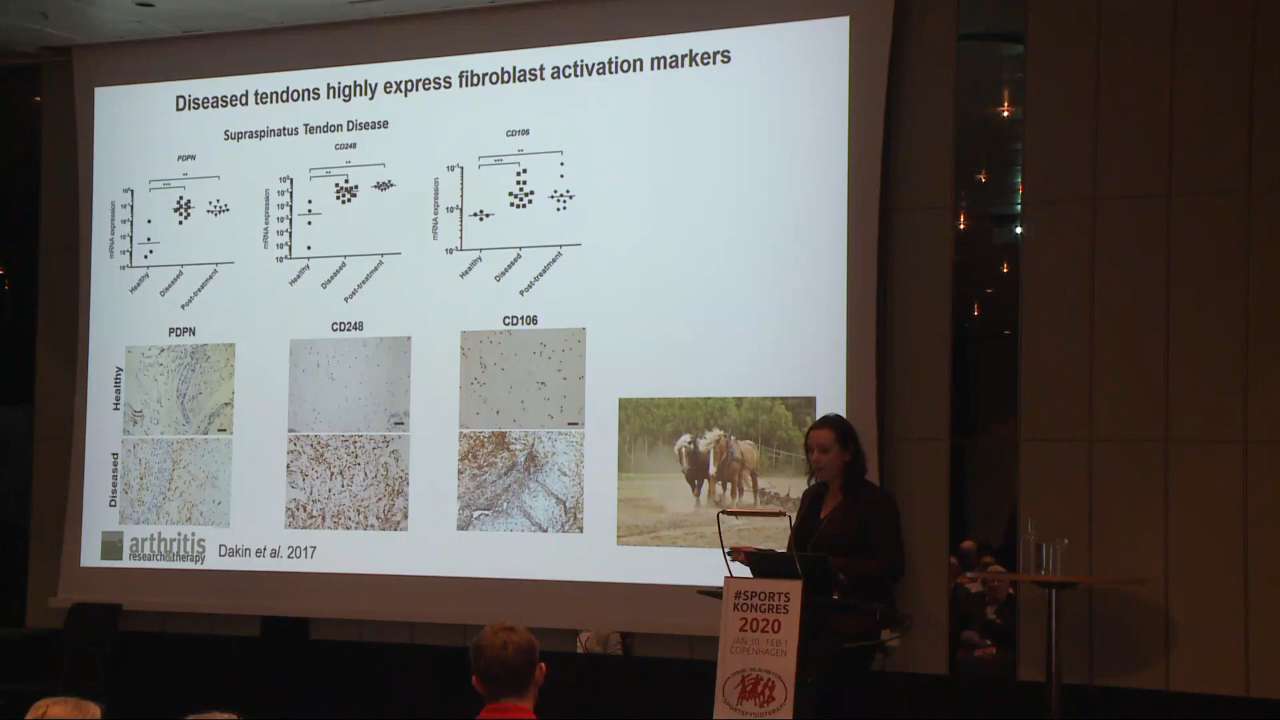 Diseased tendons highly express fibroblast activation markers
Supraspinatus Tendon Disease
PDPN
CD248
CD106
mRNA expression
mRNA expression
mRNA expression
**
***
**
**
**
***
Healthy
Diseased
Post-treatment
Healthy
Diseased
Post-treatment
Healthy
Diseased
Post-treatment
PDPN
CD248
CD106
Healthy
Diseased
arthritis
research&therapy
Dakin et al. 2017
#SPORTS
KONGRES
2020
JAN 30 - FEB 1
COPENHAGEN